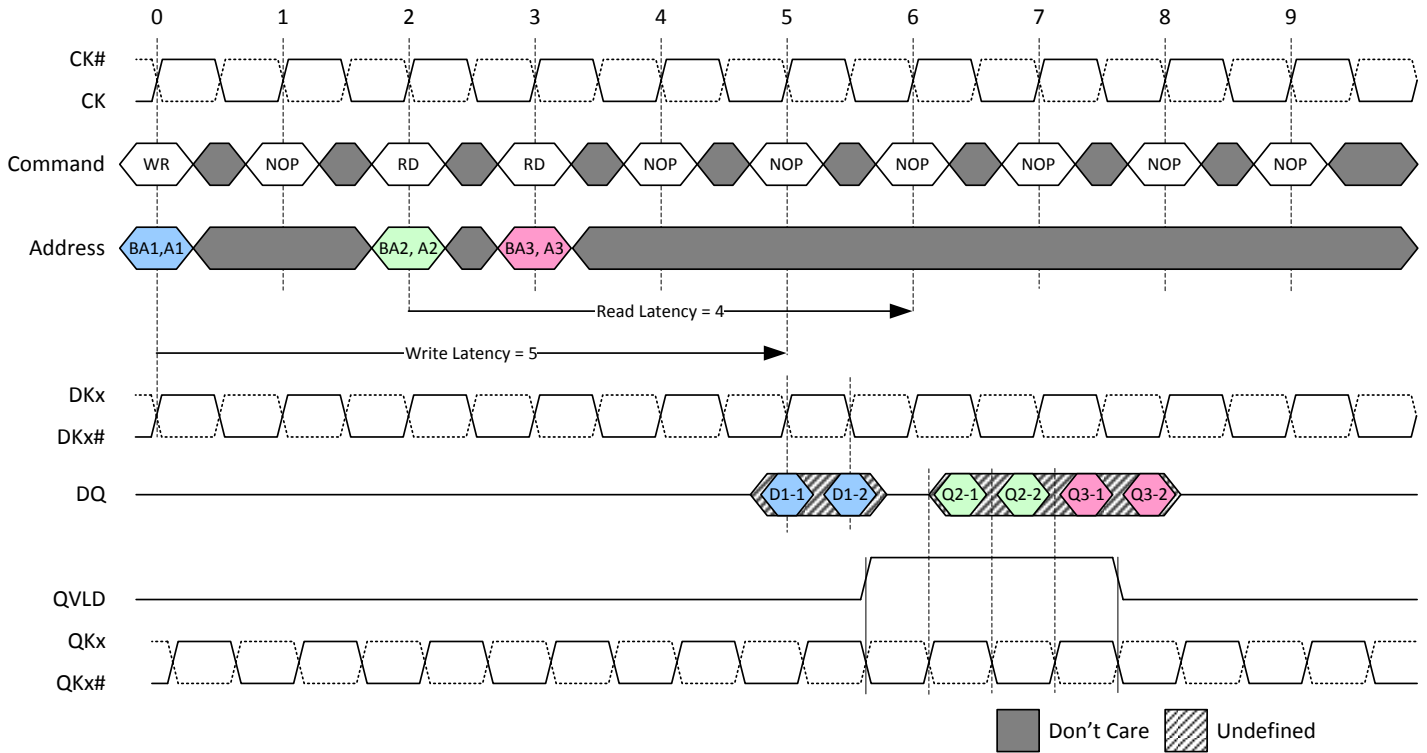 0 1 2 3 4 5 6 7 8 9
CK#
CK
Command WR NOP RD RD NOP NOP NOP NOP NOP NOP
Address BA1,A1 BA2, A2 BA3, A3
Read Latency = 4
Write Latency = 5
DKx
DKx#
DQ D1-1 D1-2 Q2-1 Q2-2 Q3-1 Q3-2
QVLD
QKx
QKx#
Don't Care Undefined